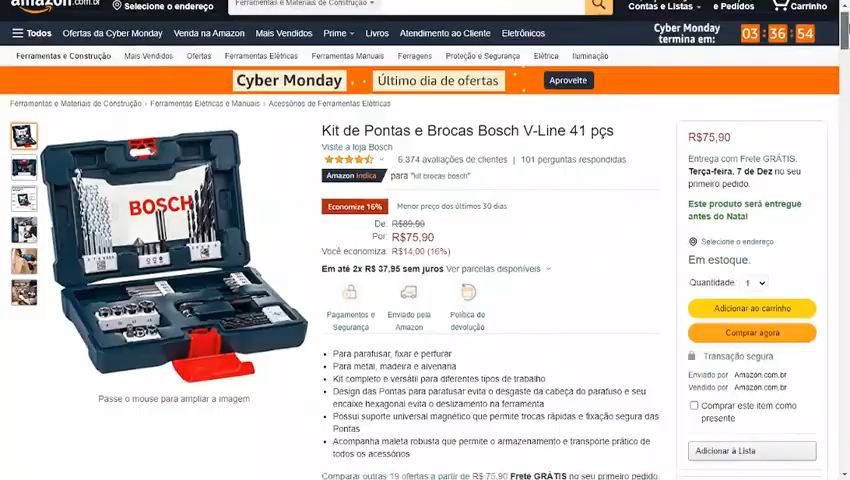 amazon.com.br
Selecione o endereço
Ferramentas e Materiais de Construção
Contas e Listas
e Pedidos
Carrinho
Todos
Ofertas da Cyber Monday
Venda na Amazon
Mais Vendidos
Prime
Livros
Atendimento ao Cliente
Eletrônicos
Cyber Monday
termina em:
03 : 36 : 54
Ferramentas e Construção
Mais Vendidos
Ofertas
Ferramentas Elétricas
Ferramentas Manuais
Ferragens
Proteção e Segurança
Elétrica
Iluminação
Cyber Monday
Último dia de ofertas
Aproveite
Ferramentas e Materiais de Construção › Ferramentas Elétricas e Manuais › Acessórios de Ferramentas Elétricas
BOSCH
Passe o mouse para ampliar a imagem
Kit de Pontas e Brocas Bosch V-Line 41 pçs
Visite a loja Bosch
6.374 avaliações de clientes | 101 perguntas respondidas
Amazon Indica
para "kit brocas bosch"
Economize 16%
Menor preço dos últimos 30 dias
De: R$89,90
Por: R$75,90
Você economiza: R$14,00 (16%)
Em até 2x R$ 37,95 sem juros Ver parcelas disponíveis
Pagamentos e
Segurança
Enviado pela
Amazon
Política de
devolução
• Para parafusar, fixar e perfurar
• Para metal, madeira e alvenaria
• Kit completo e versátil para diferentes tipos de trabalho
• Design das Pontas para parafusar evita o desgaste da cabeça do parafuso e seu
encaixe hexagonal evita o deslizamento na ferramenta
• Possui suporte universal magnético que permite trocas rápidas e fixação segura das
Pontas
• Acompanha maleta robusta que permite o armazenamento e transporte prático de
todos os acessórios
Comparar outras 19 ofertas a partir de R$ 75,90 Frete GRÁTIS no seu primeiro pedido.
R$75,90
Entrega com Frete GRÁTIS:
Terça-feira, 7 de Dez no seu
primeiro pedido.
Este produto será entregue
antes do Natal
Selecione o endereço
Em estoque.
Quantidade: 1
Adicionar ao carrinho
Comprar agora
Transação segura
Enviado por Amazon.com.br
Vendido por Amazon.com.br
Comprar este item como
presente
Adicionar à Lista